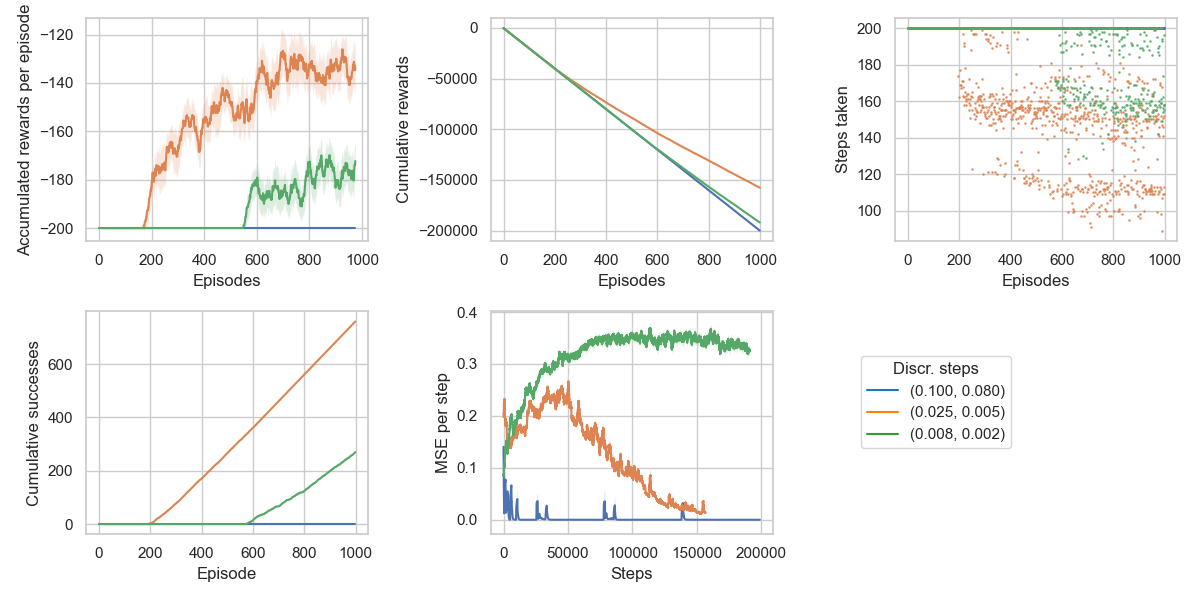 Accumulated rewards per episode
−120
−140
−160
−180
−200
0 200 400 600 800 1000
Episodes
Cumulative rewards
0
−50000
−100000
−150000
−200000
0 200 400 600 800 1000
Episodes
Steps taken
200
180
160
140
120
100
0 200 400 600 800 1000
Episodes
Cumulative successes
600
400
200
0
0 200 400 600 800 1000
Episode
MSE per step
0.4
0.3
0.2
0.1
0.0
0 50000 100000 150000 200000
Steps
Discr. steps
(0.100, 0.080)
(0.025, 0.005)
(0.008, 0.002)